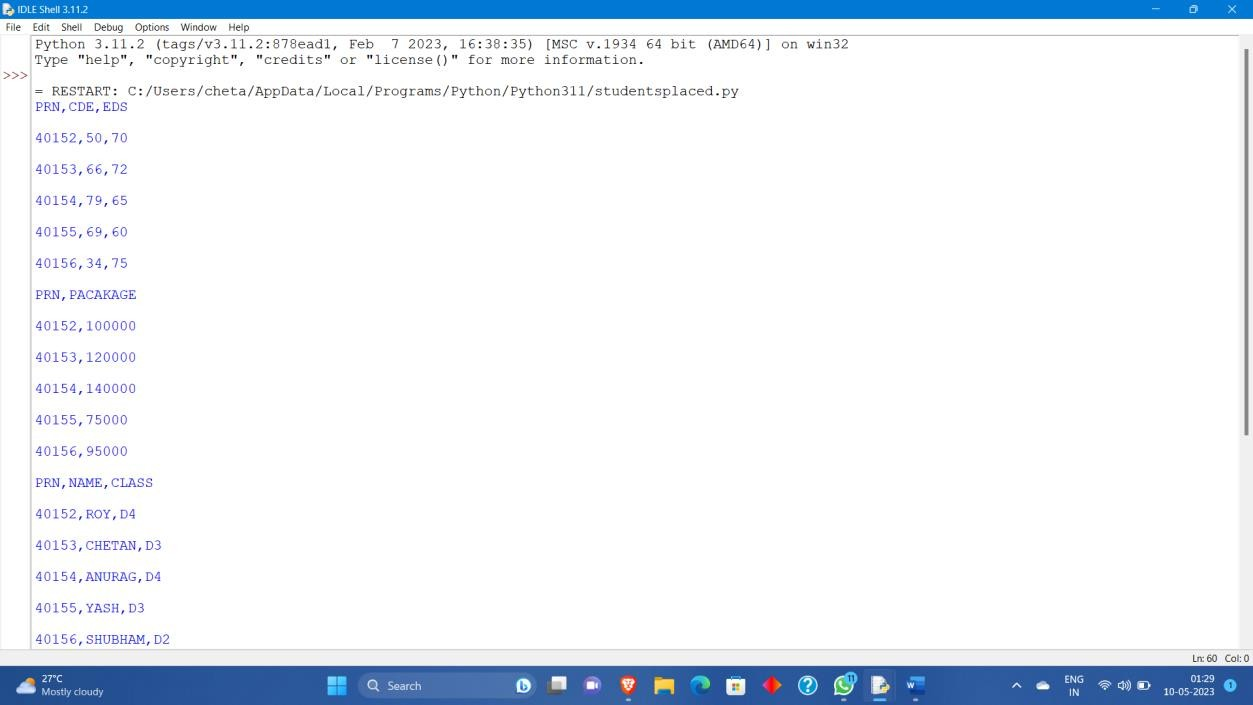 IDLE Shell 3.11.2
File Edit Shell Debug Options Window Help
Python 3.11.2 (tags/v3.11.2:878ead1, Feb  7 2023, 16:38:35) [MSC v.1934 64 bit (AMD64)] on win32
Type "help", "copyright", "credits" or "license()" for more information.
>>>
= RESTART: C:/Users/cheta/AppData/Local/Programs/Python/Python311/studentsplaced.py
PRN,CDE,EDS
40152,50,70
40153,66,72
40154,79,65
40155,69,60
40156,34,75
PRN,PACAKAGE
40152,100000
40153,120000
40154,140000
40155,75000
40156,95000
PRN,NAME,CLASS
40152,ROY,D4
40153,CHETAN,D3
40154,ANURAG,D4
40155,YASH,D3
40156,SHUBHAM,D2
Ln: 60 Col: 0
27°C
Mostly cloudy
Search
11
ENG
IN
01:29
10-05-2023
1